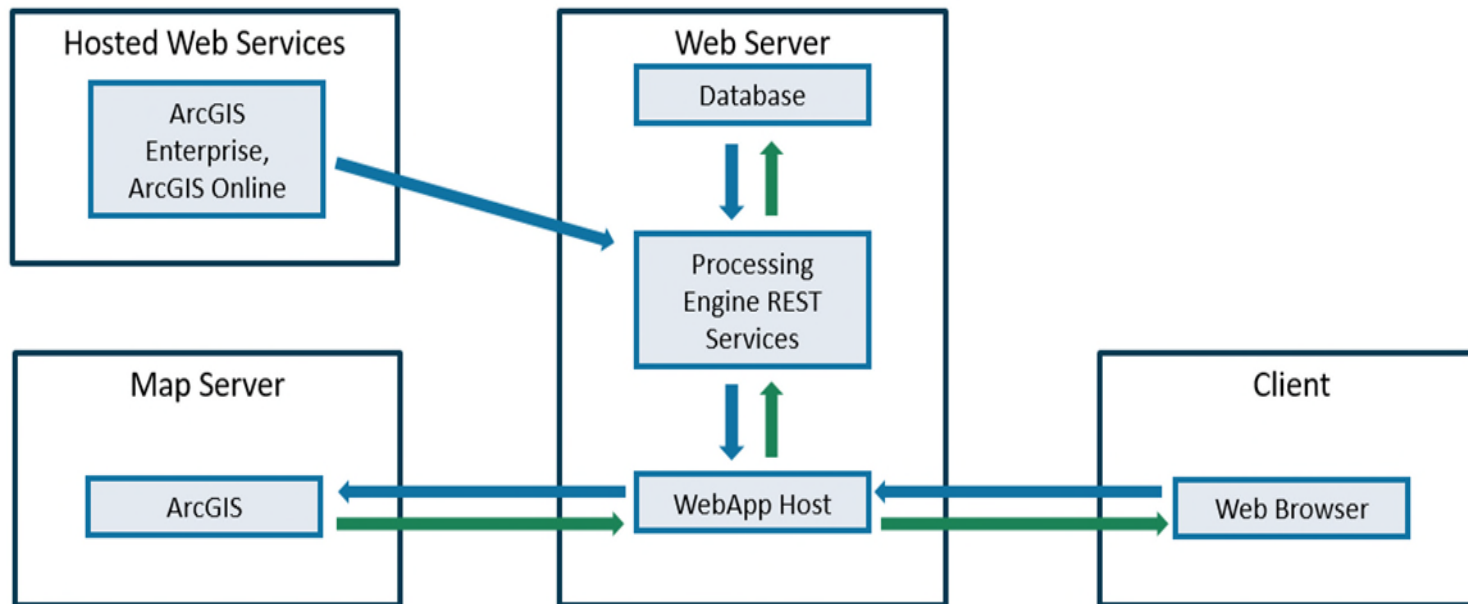 Hosted Web Services
ArcGIS
Enterprise,
ArcGIS Online
Web Server
Database
Processing
Engine REST
Services
Map Server
ArcGIS
WebApp Host
Client
Web Browser